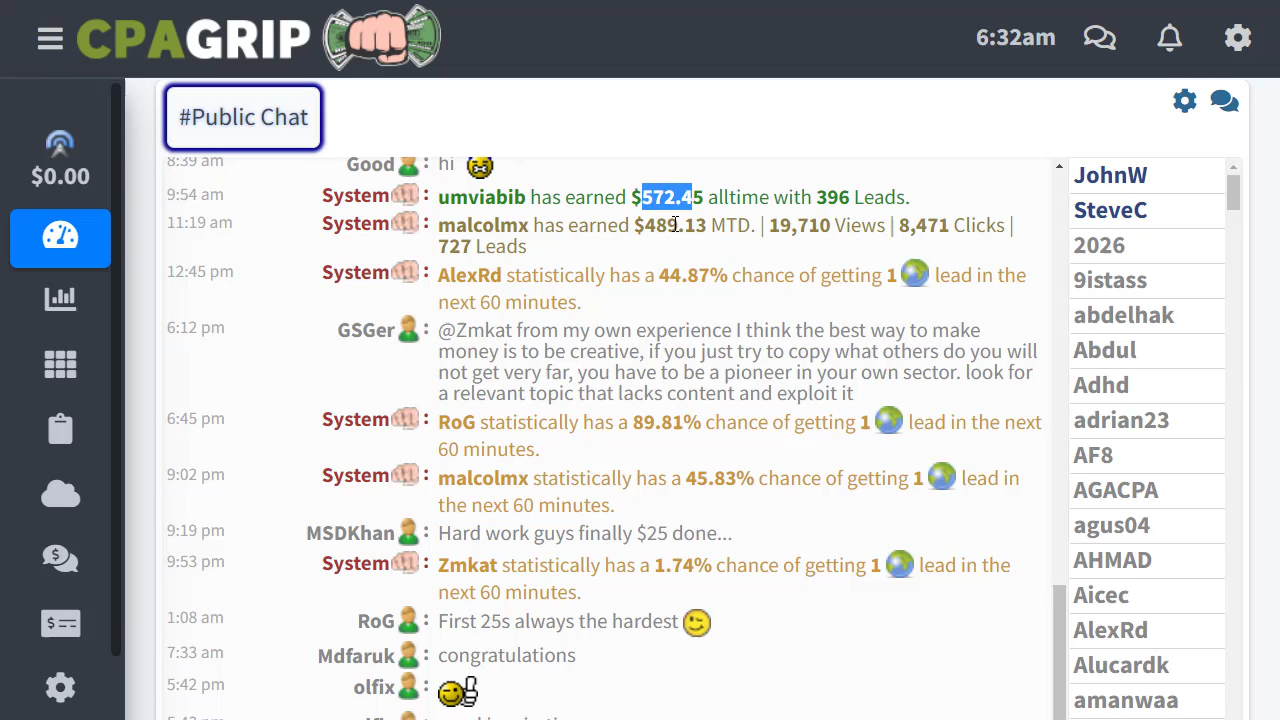 CPAGRIP
6:32am
$0.00
#Public Chat
8:39 am Good : hi
9:54 am System : umviabib has earned $572.45 alltime with 396 Leads.
11:19 am System : malcolmx has earned $489.13 MTD. | 19,710 Views | 8,471 Clicks |
727 Leads
12:45 pm System : AlexRd statistically has a 44.87% chance of getting 1 lead in the
next 60 minutes.
6:12 pm GSGer : @Zmkat from my own experience I think the best way to make
money is to be creative, if you just try to copy what others do you will
not get very far, you have to be a pioneer in your own sector. look for
a relevant topic that lacks content and exploit it
6:45 pm System : RoG statistically has a 89.81% chance of getting 1 lead in the next
60 minutes.
9:02 pm System : malcolmx statistically has a 45.83% chance of getting 1 lead in
the next 60 minutes.
9:19 pm MSDKhan : Hard work guys finally $25 done...
9:53 pm System : Zmkat statistically has a 1.74% chance of getting 1 lead in the
next 60 minutes.
1:08 am RoG : First 25s always the hardest
7:33 am Mdfaruk : congratulations
5:42 pm olfix :
JohnW
SteveC
2026
9istass
abdelhak
Abdul
Adhd
adrian23
AF8
AGACPA
agus04
AHMAD
Aicec
AlexRd
Alucardk
amanwaa